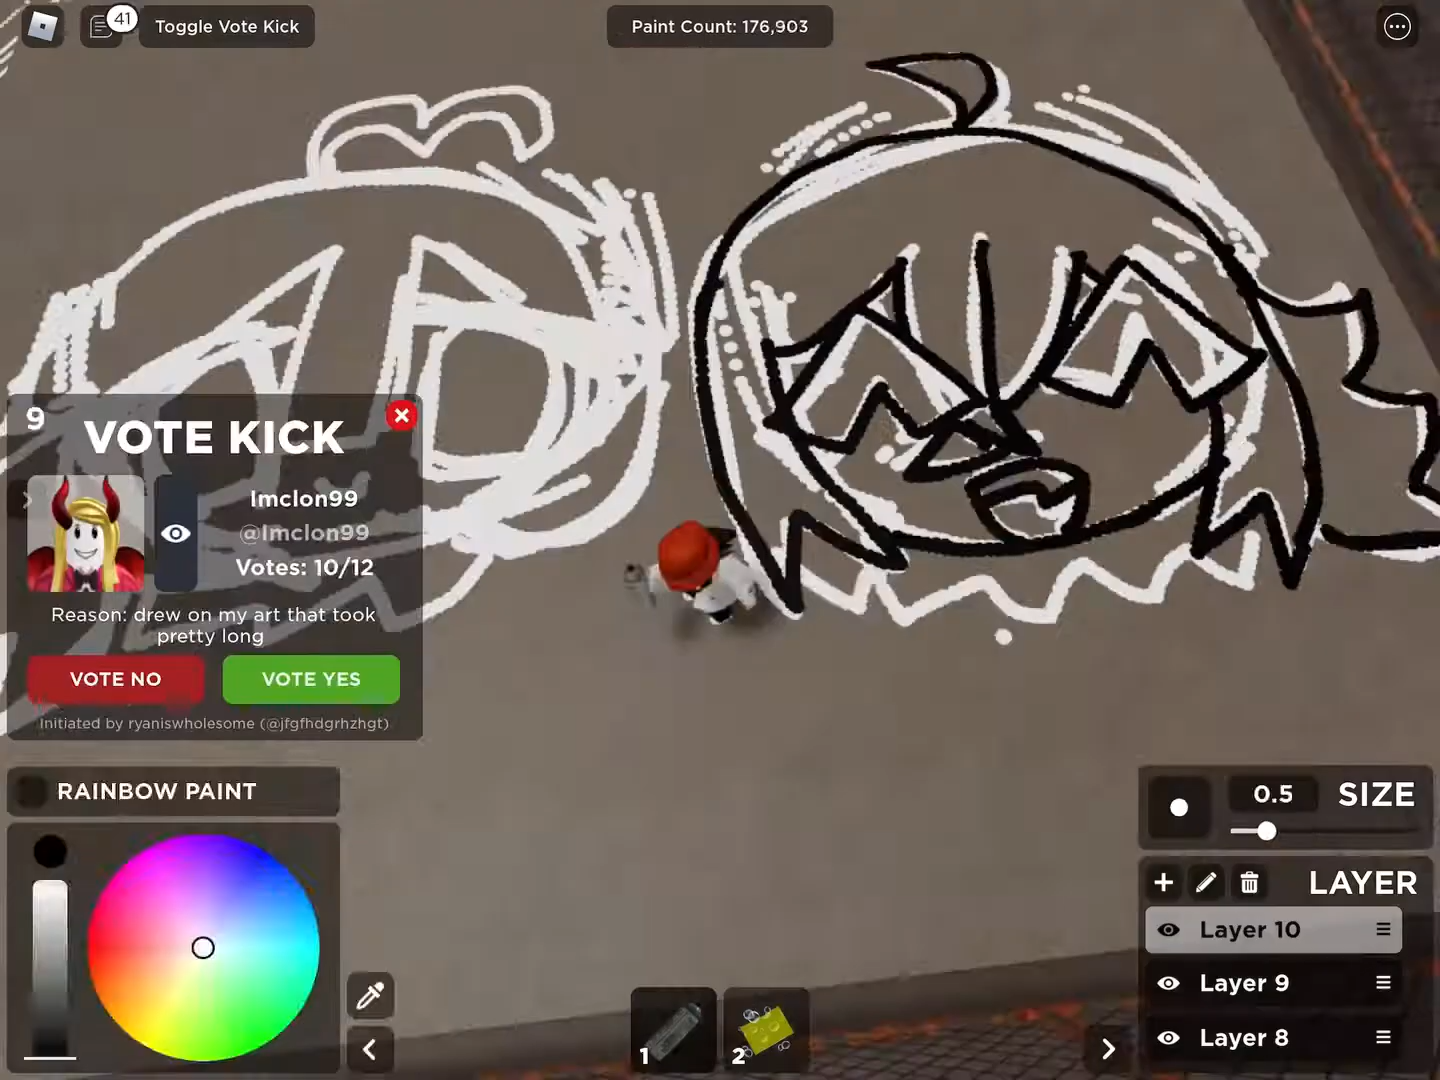 41
Toggle Vote Kick
Paint Count: 176,903
9
VOTE KICK
Imclon99
@Imclon99
Votes: 10/12
Reason: drew on my art that took
pretty long
VOTE NO
VOTE YES
Initiated by ryaniswholesome (@jfgfhdgrhzhgt)
RAINBOW PAINT
0.5
SIZE
LAYER
Layer 10
Layer 9
Layer 8
1
2